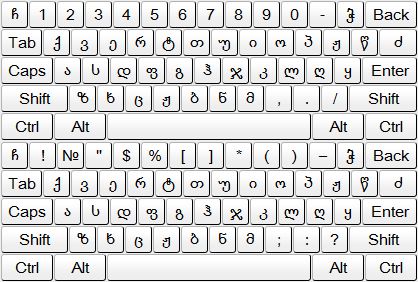 ჩ 1 2 3 4 5 6 7 8 9 0 - ჭ Back
Tab ქ ვ ე რ ტ თ უ ი ო პ შ წ ძ
Caps ა ს დ ფ გ ჰ ჯ კ ლ ღ ყ Enter
Shift ზ ხ ც ჟ ბ ნ მ , . / Shift
Ctrl Alt Alt Ctrl
ჩ ! № " $ % [ ] * ( ) – ჭ Back
Tab ქ ვ ე რ ტ თ უ ი ო პ შ წ ძ
Caps ა ს დ ფ გ ჰ ჯ კ ლ ღ ყ Enter
Shift ზ ხ ც ჟ ბ ნ მ ; : ? Shift
Ctrl Alt Alt Ctrl